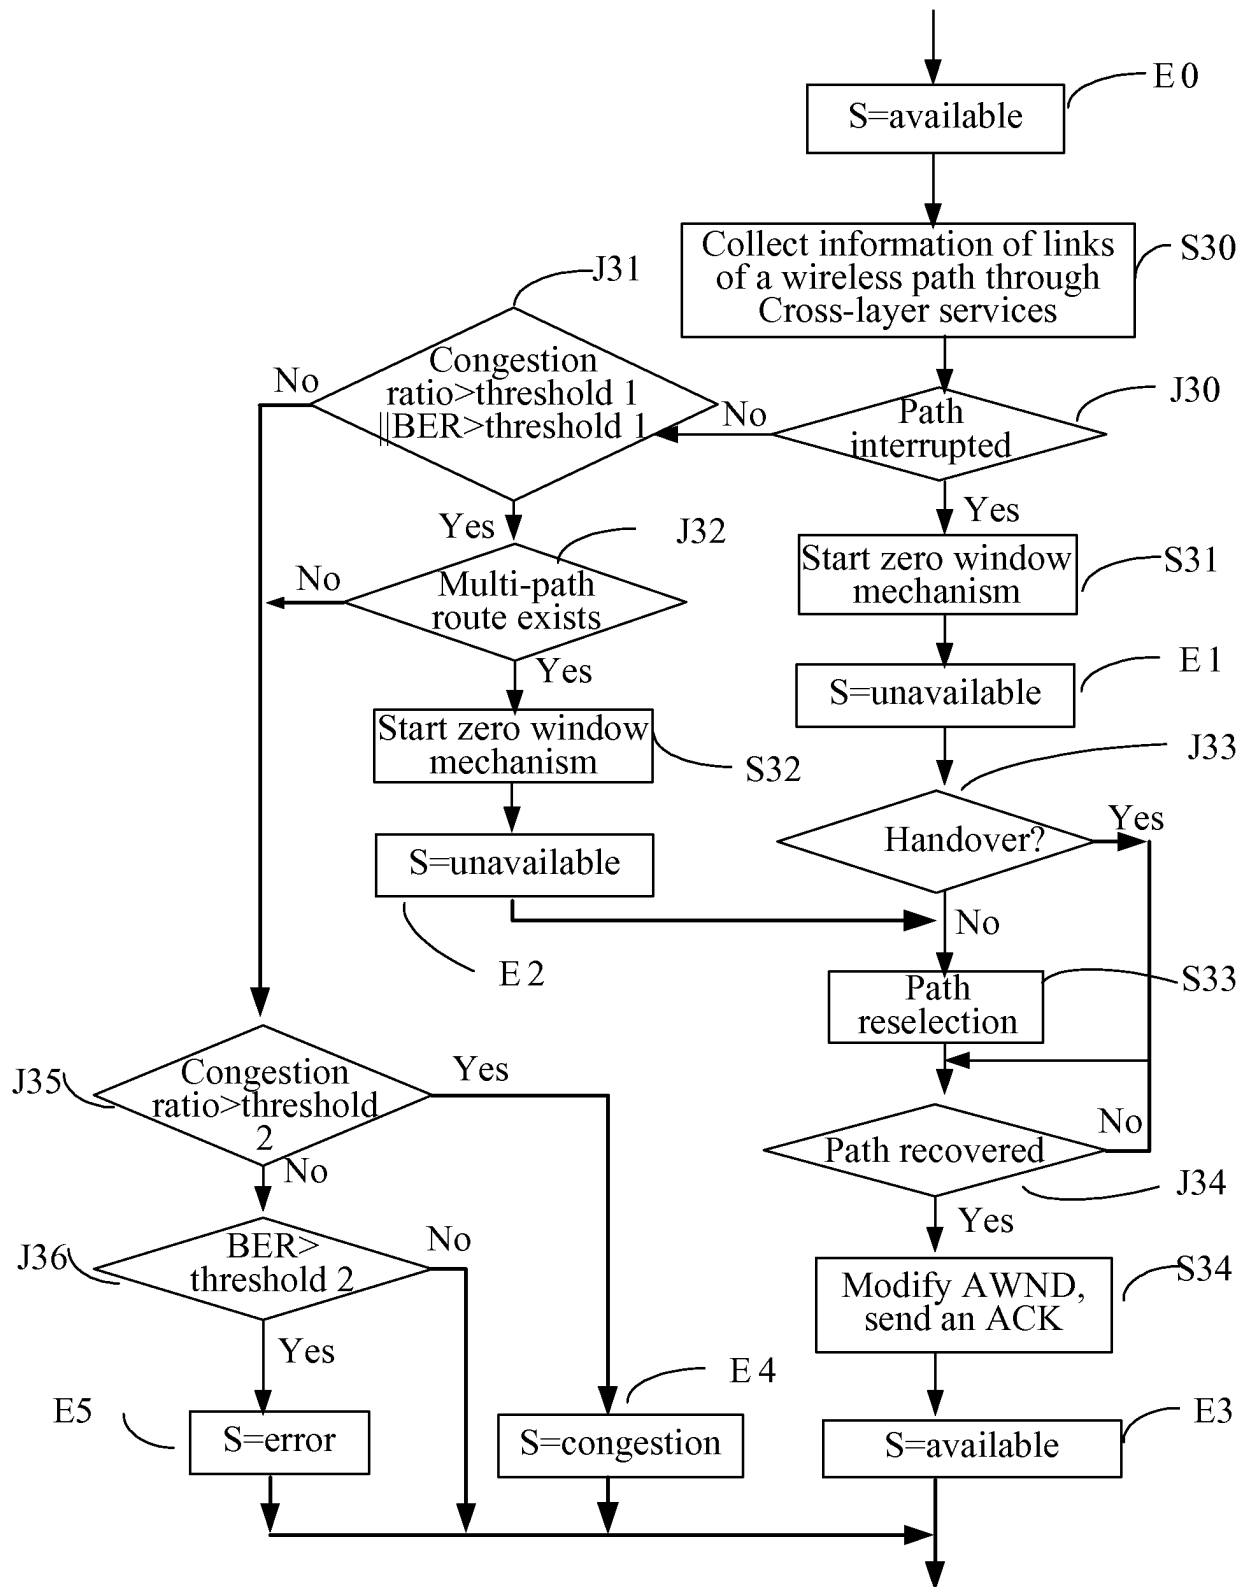 E0
S=available
S30
Collect information of links
of a wireless path through
Cross-layer services
J31
Congestion
ratio>threshold 1
||BER>threshold 1
No
No
J30
Path
interrupted
Yes
Yes
J32
Multi-path
route exists
No
S31
Start zero window
mechanism
Yes
E1
S=unavailable
Start zero window
mechanism
S32
J33
Handover?
Yes
S=unavailable
No
E2
S33
Path
reselection
J35
Congestion
ratio>threshold
2
Yes
No
No
Path recovered
J34
Yes
J36
BER>
threshold 2
No
S34
Modify AWND,
send an ACK
Yes
E4
E5
S=error
S=congestion
E3
S=available